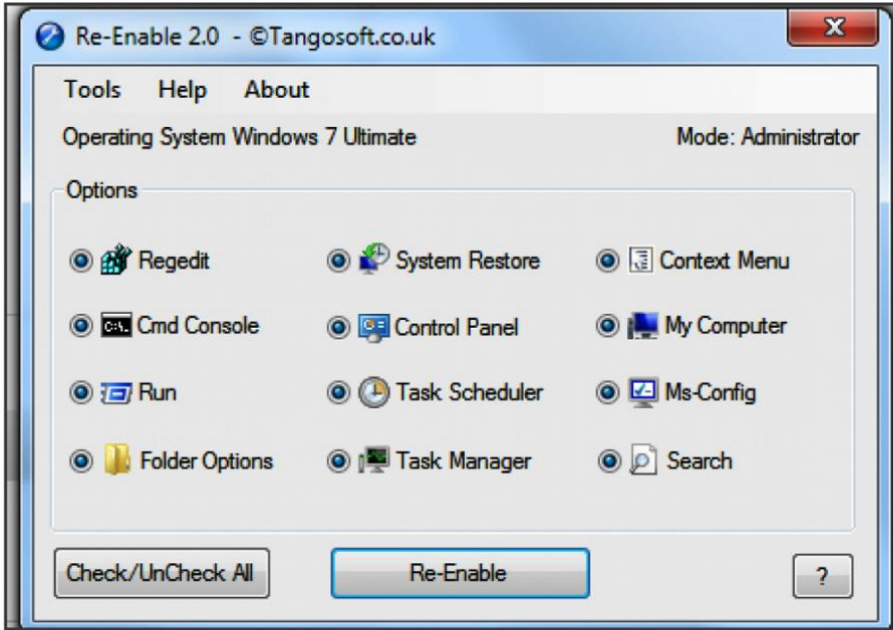 Re-Enable 2.0 - ©Tangosoft.co.uk
X
Tools Help About
Operating System Windows 7 Ultimate Mode: Administrator
Options
Regedit System Restore Context Menu
C:\. Cmd Console Control Panel My Computer
Run Task Scheduler Ms-Config
Folder Options Task Manager Search
Check/UnCheck All Re-Enable ?